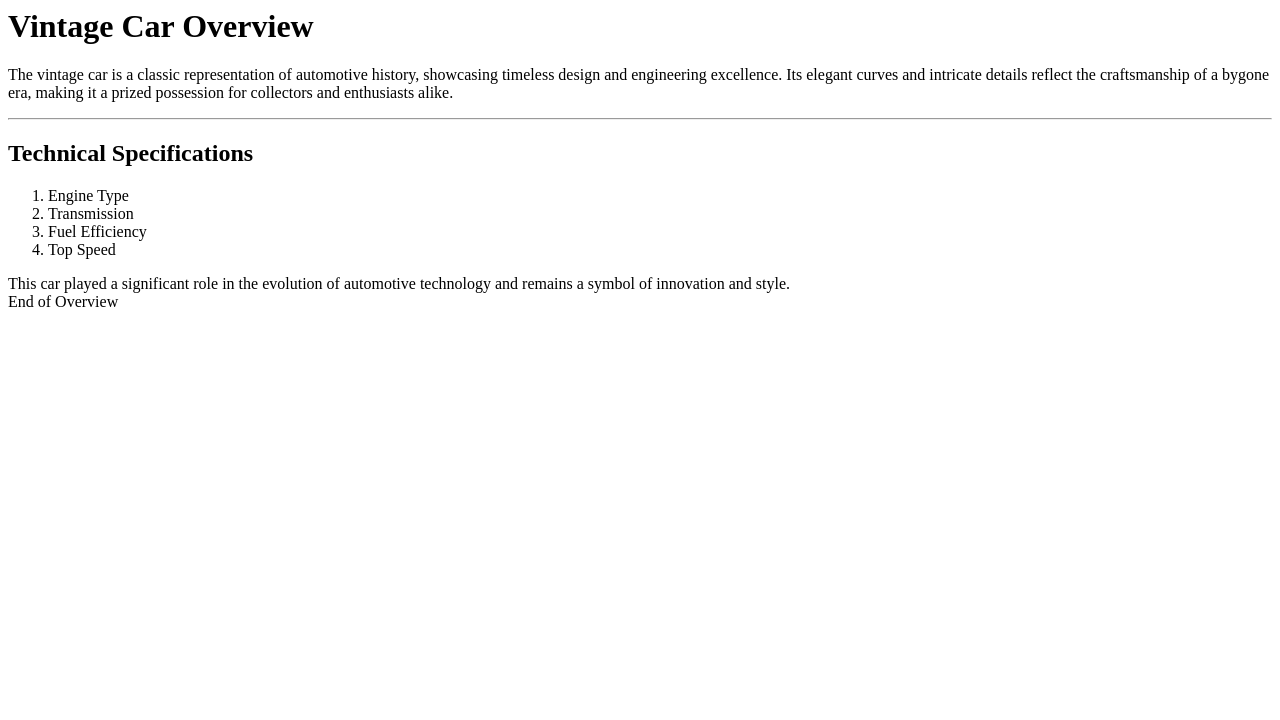 Vintage Car Overview
The vintage car is a classic representation of automotive history, showcasing timeless design and engineering excellence. Its elegant curves and intricate details reflect the craftsmanship of a bygone
era, making it a prized possession for collectors and enthusiasts alike.
Technical Specifications
1. Engine Type
2. Transmission
3. Fuel Efficiency
4. Top Speed
This car played a significant role in the evolution of automotive technology and remains a symbol of innovation and style.
End of Overview